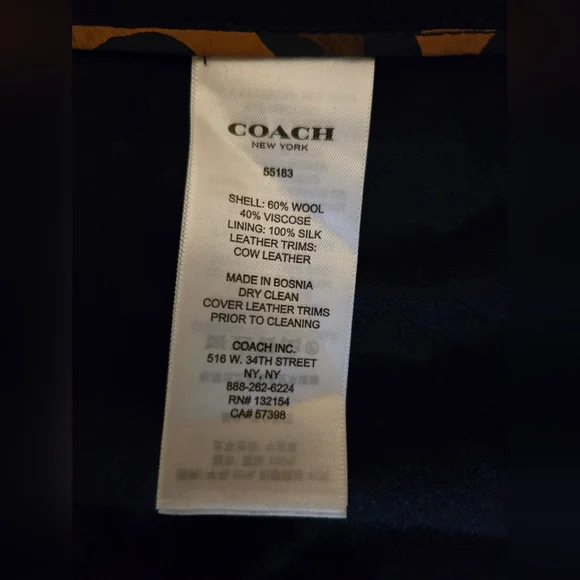 COACH
NEW YORK
55183
SHELL: 60% WOOL
40% VISCOSE
LINING: 100% SILK
LEATHER TRIMS:
COW LEATHER
MADE IN BOSNIA
DRY CLEAN
COVER LEATHER TRIMS
PRIOR TO CLEANING
COACH INC.
516 W. 34TH STREET
NY, NY
888-262-6224
RN# 132154
CA# 57398